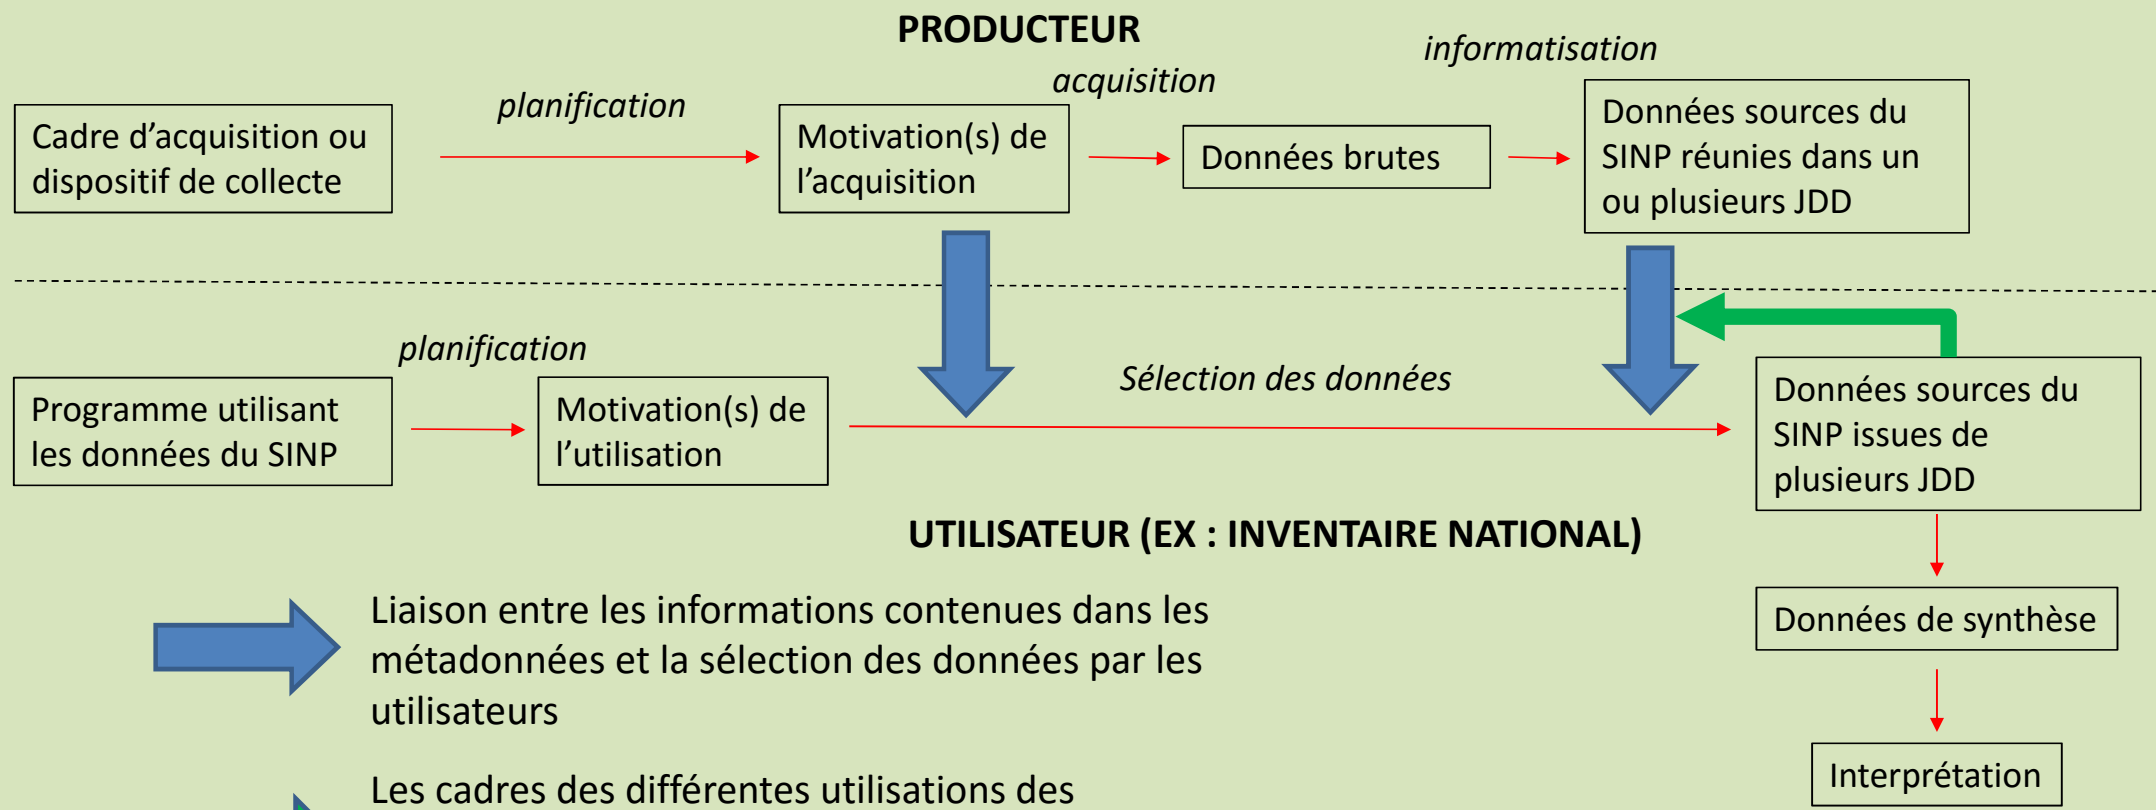 PRODUCTEUR
planification
acquisition
informatisation
Cadre d’acquisition ou
dispositif de collecte
Motivation(s) de
l’acquisition
Données brutes
Données sources du
SINP réunies dans un
ou plusieurs JDD
planification
Sélection des données
Programme utilisant
les données du SINP
Motivation(s) de
l’utilisation
Données sources du
SINP issues de
plusieurs JDD
UTILISATEUR (EX : INVENTAIRE NATIONAL)
Liaison entre les informations contenues dans les
métadonnées et la sélection des données par les
utilisateurs
Données de synthèse
Interprétation
Les cadres des différentes utilisations des